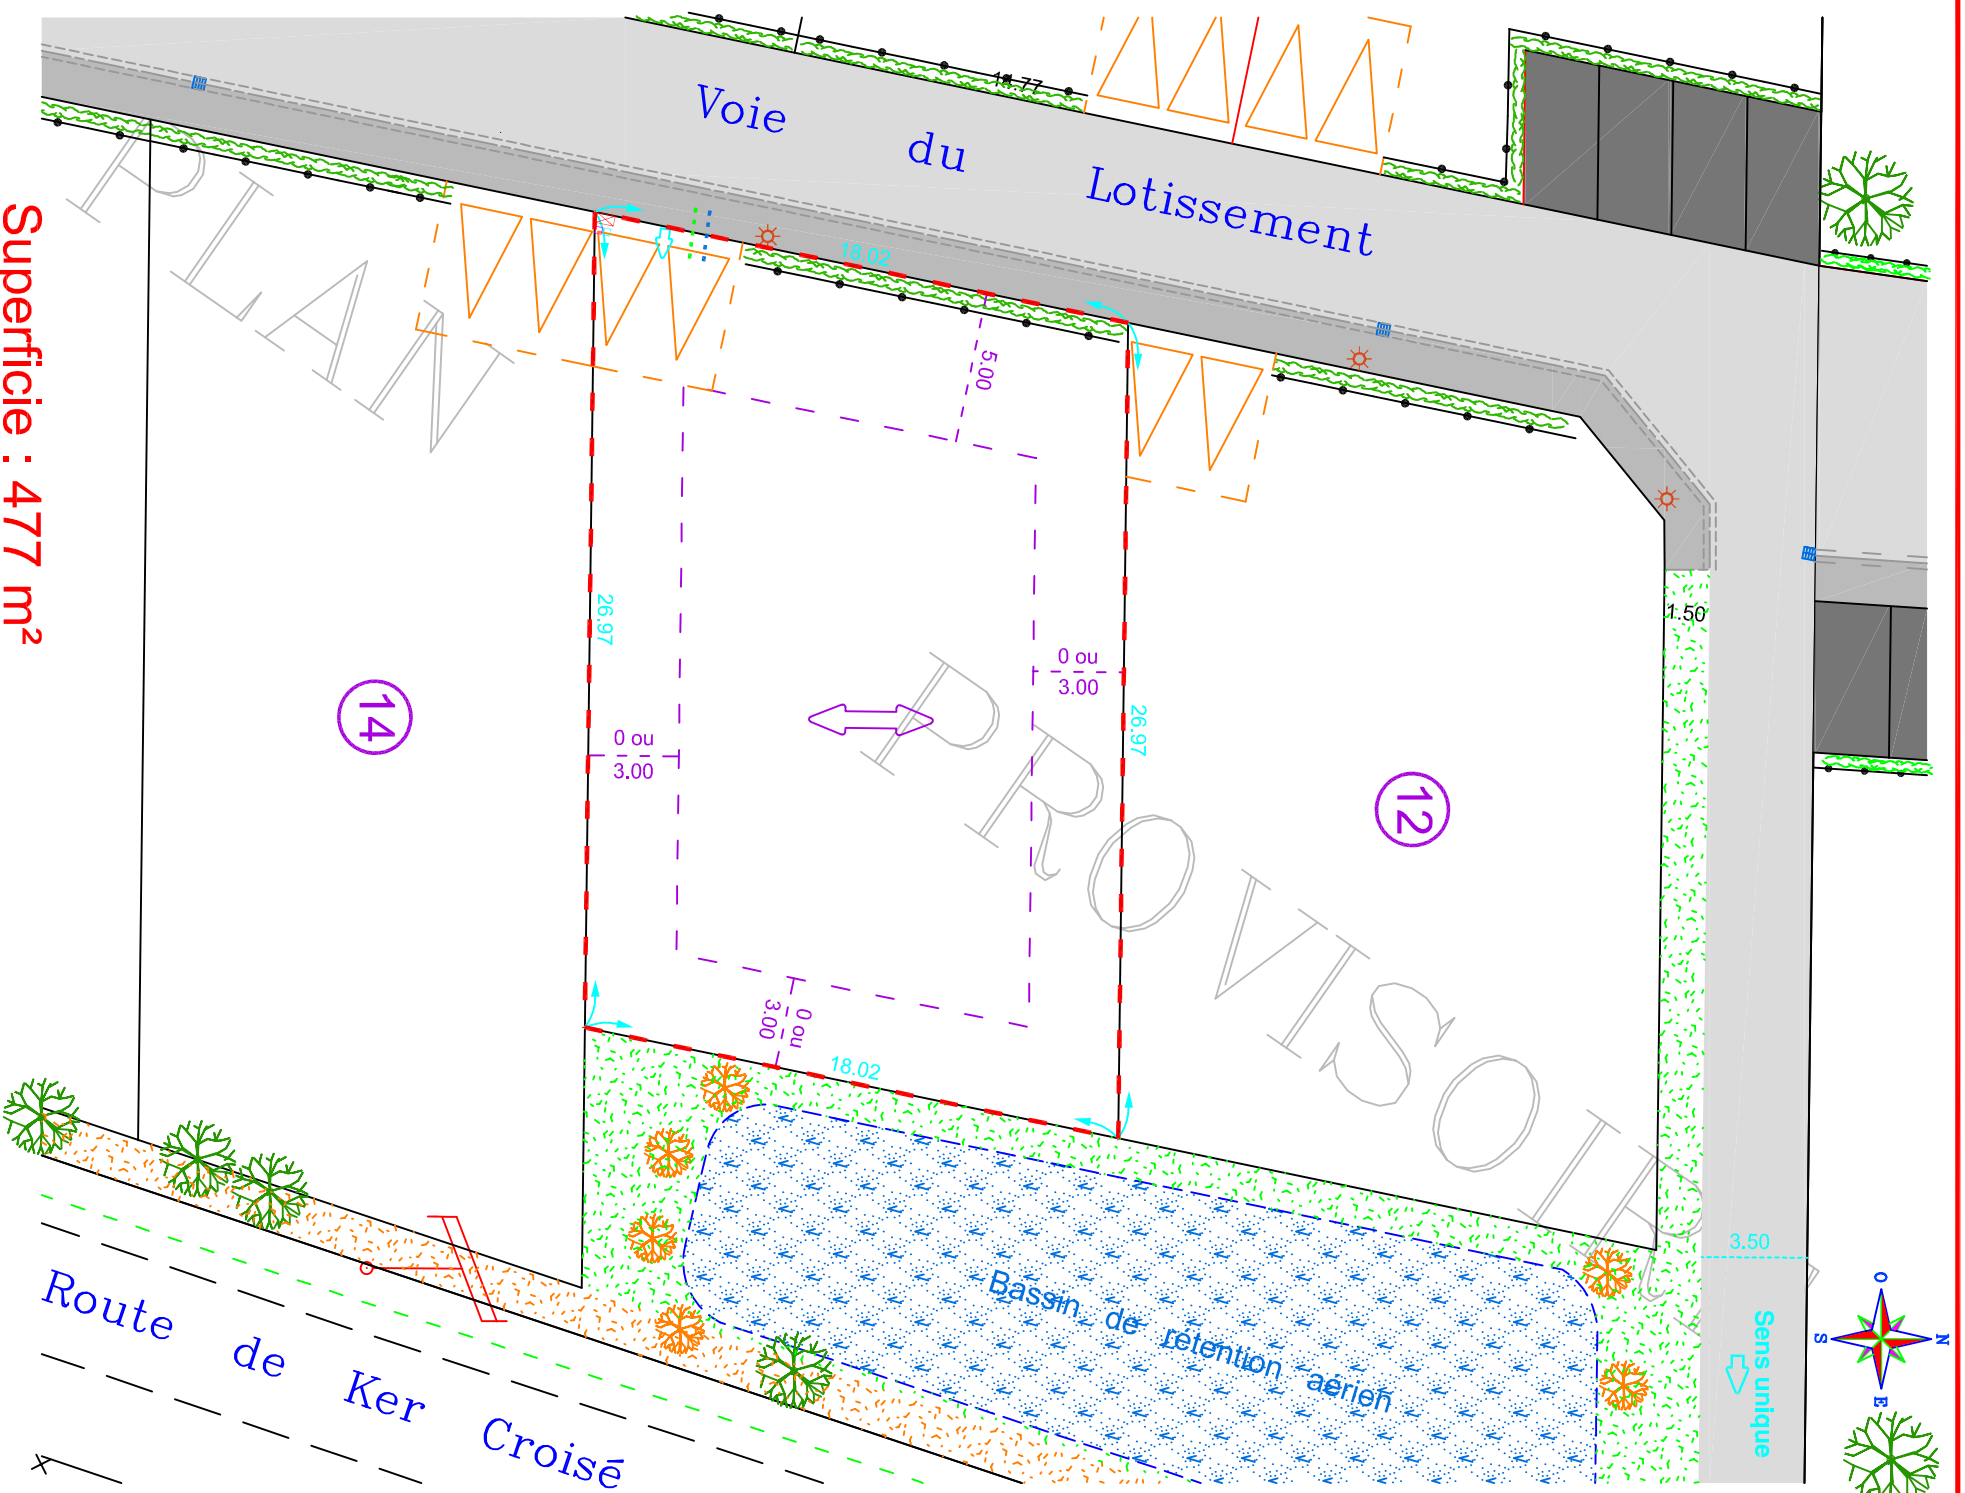 11.77
Voie du Lotissement
PLAN
PROVISOIRE
18.02
5.00
26.97
26.97
0 ou
3.00
0 ou
3.00
0 ou
3.00
18.02
14
12
1.50
3.50
Sens unique
O
N
S
E
Bassin de rétention aérien
Route de Ker Croisé
Superficie : 477 m²